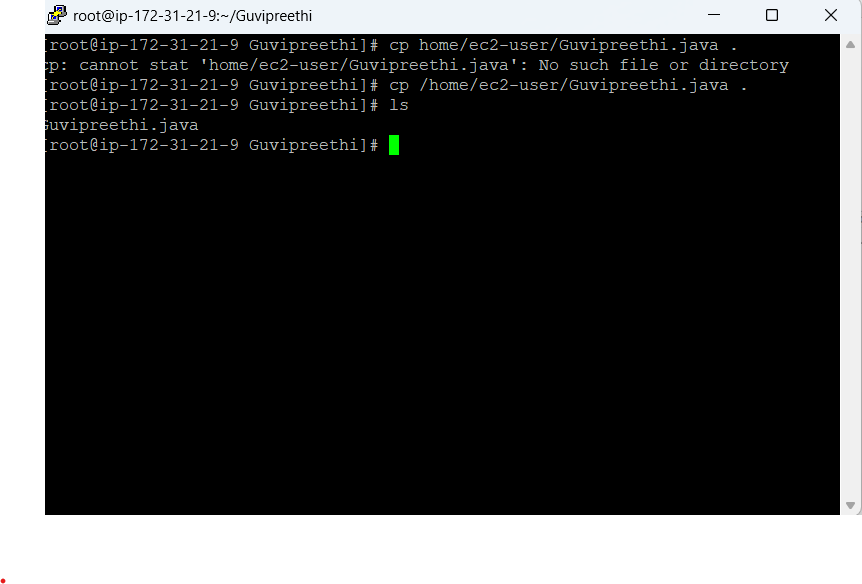 root@ip-172-31-21-9:~/Guvipreethi
[root@ip-172-31-21-9 Guvipreethi]# cp home/ec2-user/Guvipreethi.java .
cp: cannot stat 'home/ec2-user/Guvipreethi.java': No such file or directory
[root@ip-172-31-21-9 Guvipreethi]# cp /home/ec2-user/Guvipreethi.java .
[root@ip-172-31-21-9 Guvipreethi]# ls
Guvipreethi.java
[root@ip-172-31-21-9 Guvipreethi]#